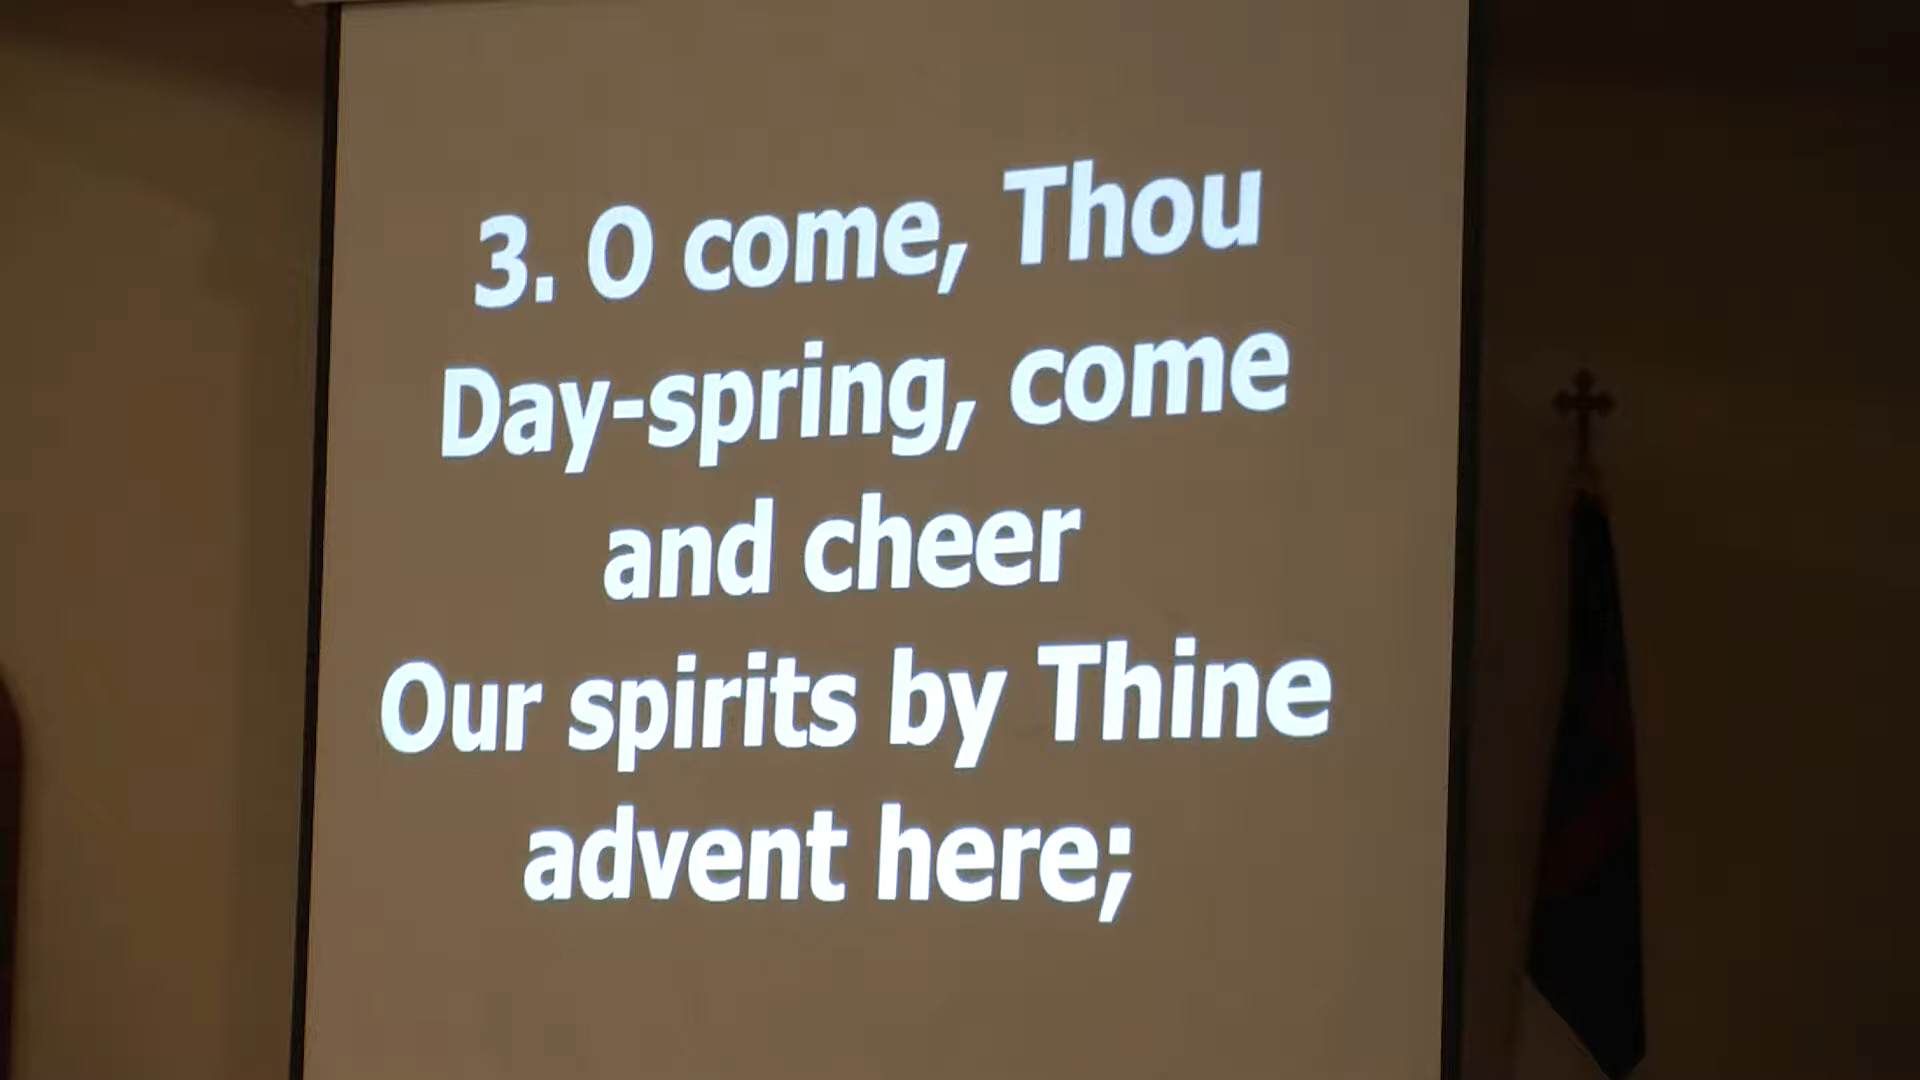 3. O come, Thou
Day-spring, come
and cheer
Our spirits by Thine
advent here;